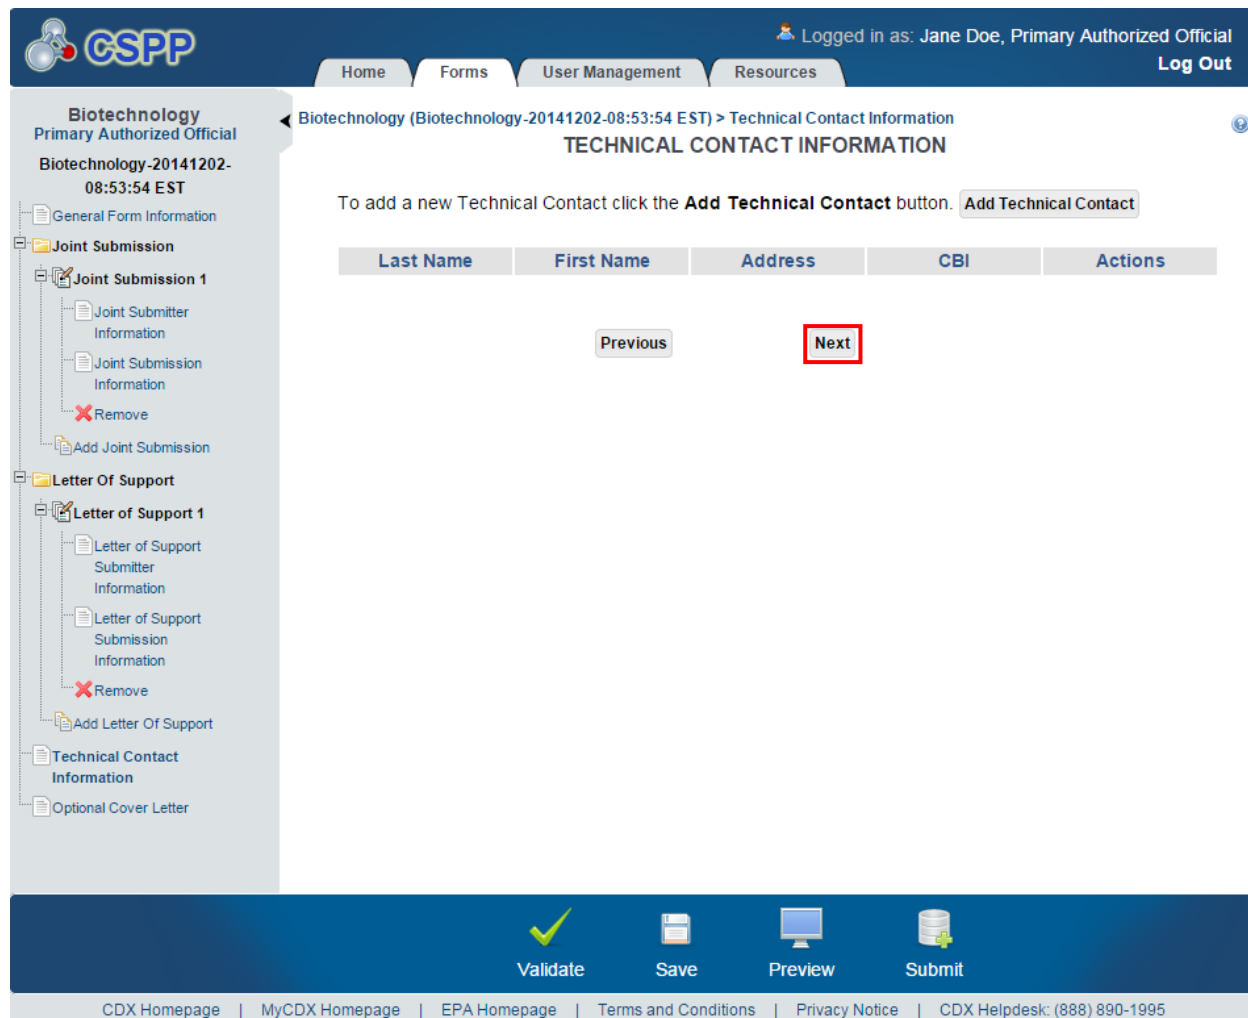 CSPP
Logged in as: Jane Doe, Primary Authorized Official
Log Out
Home Forms User Management Resources
Biotechnology
Primary Authorized Official
Biotechnology-20141202-
08:53:54 EST
General Form Information
Joint Submission
Joint Submission 1
Joint Submitter
Information
Joint Submission
Information
Remove
Add Joint Submission
Letter Of Support
Letter of Support 1
Letter of Support
Submitter
Information
Letter of Support
Submission
Information
Remove
Add Letter Of Support
Technical Contact
Information
Optional Cover Letter
Biotechnology (Biotechnology-20141202-08:53:54 EST) > Technical Contact Information
TECHNICAL CONTACT INFORMATION
To add a new Technical Contact click the Add Technical Contact button. Add Technical Contact
Last Name First Name Address CBI Actions
Previous Next
Validate Save Preview Submit
CDX Homepage | MyCDX Homepage | EPA Homepage | Terms and Conditions | Privacy Notice | CDX Helpdesk: (888) 890-1995